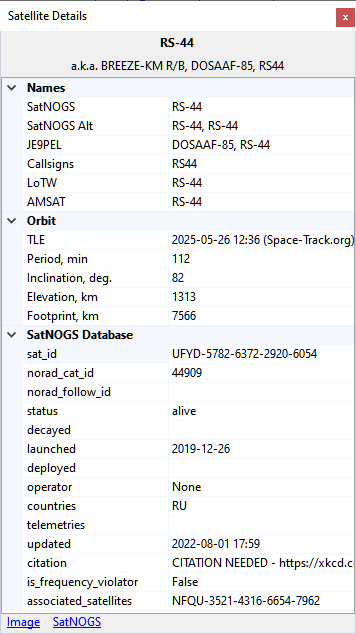 Satellite Details
RS-44
a.k.a. BREEZE-KM R/B, DOSAAF-85, RS44
Names
SatNOGS RS-44
SatNOGS Alt RS-44, RS-44
JE9PEL DOSAAF-85, RS-44
Callsigns RS44
LoTW RS-44
AMSAT RS-44
Orbit
TLE 2025-05-26 12:36 (Space-Track.org)
Period, min 112
Inclination, deg. 82
Elevation, km 1313
Footprint, km 7566
SatNOGS Database
sat_id UFYD-5782-6372-2920-6054
norad_cat_id 44909
norad_follow_id
status alive
decayed
launched 2019-12-26
deployed
operator None
countries RU
telemetries
updated 2022-08-01 17:59
citation CITATION NEEDED - https://xkcd.c
is_frequency_violator False
associated_satellites NFQU-3521-4316-6654-7962
Image SatNOGS